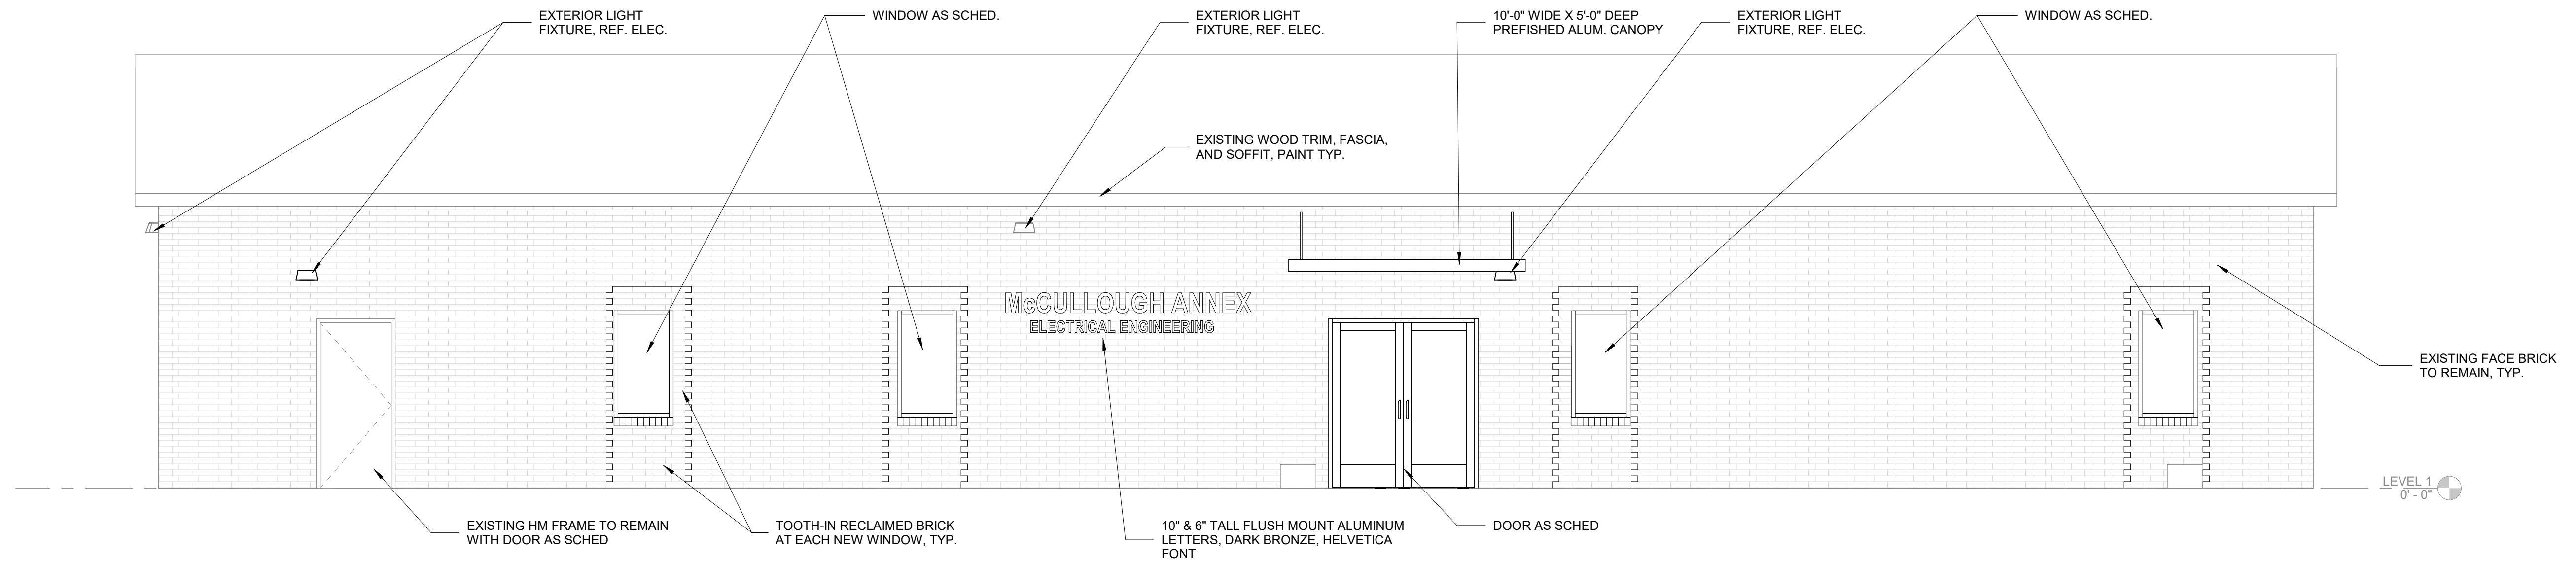 EXTERIOR LIGHT
FIXTURE, REF. ELEC.
WINDOW AS SCHED.
EXTERIOR LIGHT
FIXTURE, REF. ELEC.
10'-0" WIDE X 5'-0" DEEP
PREFISHED ALUM. CANOPY
EXTERIOR LIGHT
FIXTURE, REF. ELEC.
WINDOW AS SCHED.
EXISTING WOOD TRIM, FASCIA,
AND SOFFIT, PAINT TYP.
McCULLOUGH ANNEX
ELECTRICAL ENGINEERING
EXISTING FACE BRICK
TO REMAIN, TYP.
LEVEL 1
0' - 0"
EXISTING HM FRAME TO REMAIN
WITH DOOR AS SCHED
TOOTH-IN RECLAIMED BRICK
AT EACH NEW WINDOW, TYP.
10" & 6" TALL FLUSH MOUNT ALUMINUM
LETTERS, DARK BRONZE, HELVETICA
FONT
DOOR AS SCHED